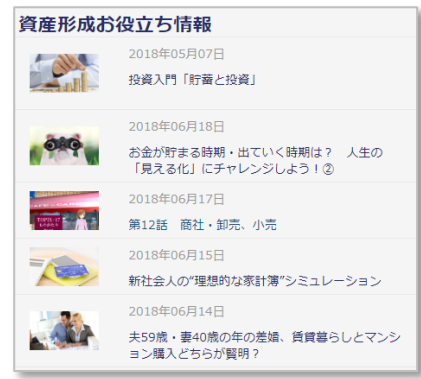 資産形成お役立ち情報
2018年05月07日
投資入門「貯蓄と投資」
2018年06月18日
お金が貯まる時期・出ていく時期は？　人生の
「見える化」にチャレンジしよう！②
2018年06月17日
第12話　商社・卸売、小売
2018年06月15日
新社会人の“理想的な家計簿”シミュレーション
2018年06月14日
夫59歳・妻40歳の年の差婚、賃貸暮らしとマンシ
ョン購入どちらが賢明？